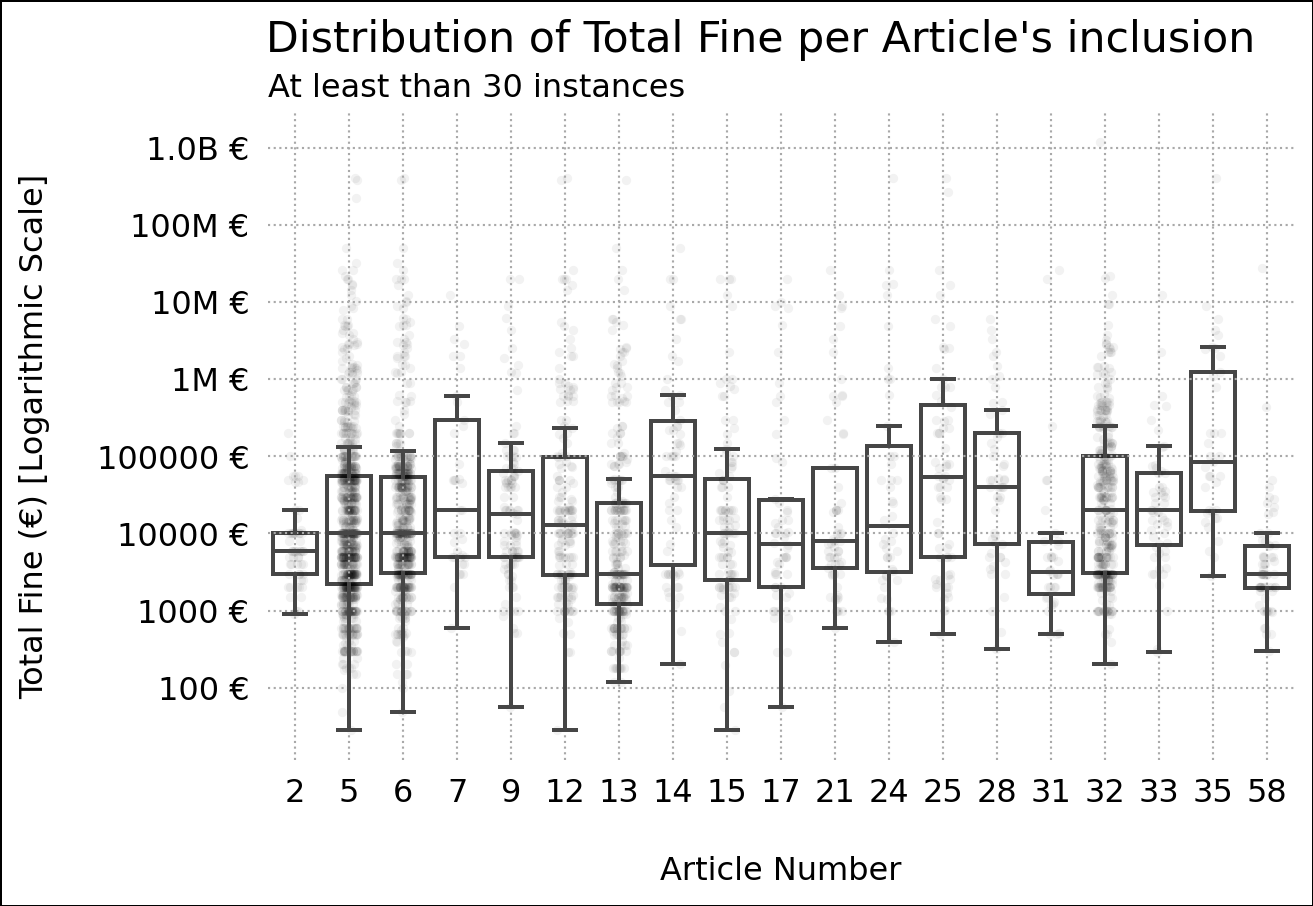 Distribution of Total Fine per Article's inclusion
At least than 30 instances
Total Fine (€) [Logarithmic Scale]
1.0B €
100M €
10M €
1M €
100000 €
10000 €
1000 €
100 €
2 5 6 7 9 12 13 14 15 17 21 24 25 28 31 32 33 35 58
Article Number